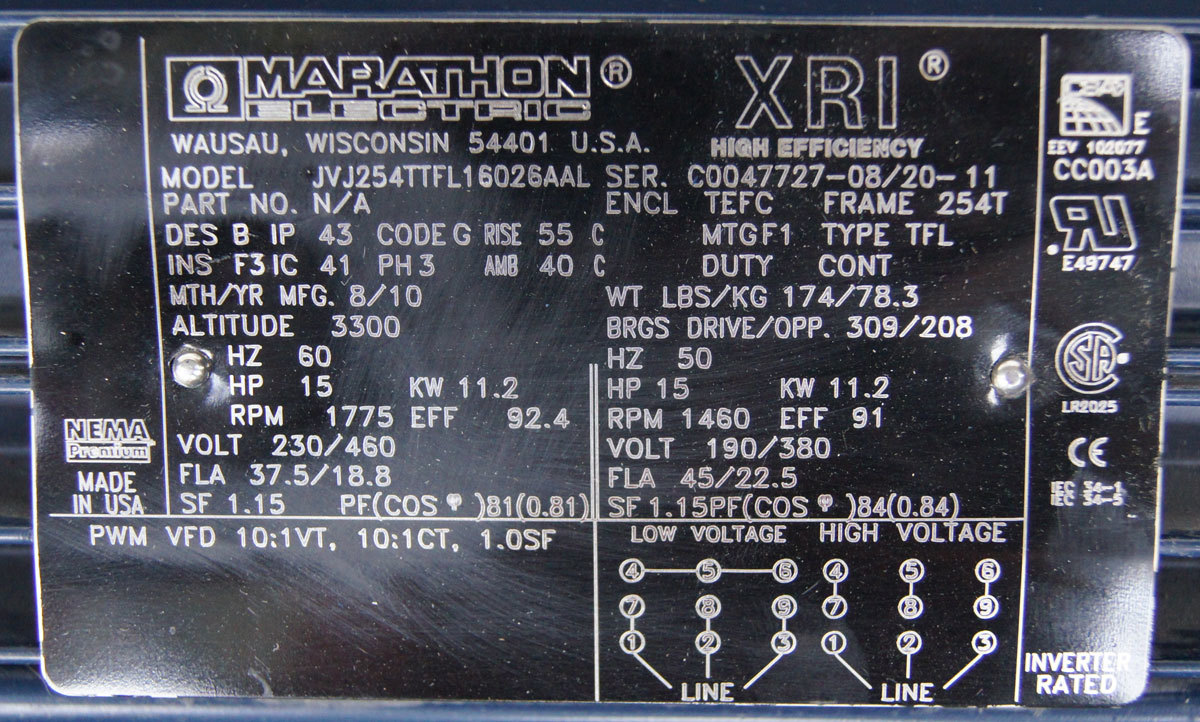 MARATHON®
ELECTRIC
XRI®
HIGH EFFICIENCY
WAUSAU, WISCONSIN 54401 U.S.A.
MODEL JVJ254TTFL16026AAL SER. C0047727-08/20-11
PART NO. N/A ENCL TEFC FRAME 254T
DES B IP 43 CODE G RISE 55 C MTG F1 TYPE TFL
INS F3 IC 41 PH 3 AMB 40 C DUTY CONT
MTH/YR MFG. 8/10 WT LBS/KG 174/78.3
ALTITUDE 3300 BRGS DRIVE/OPP. 309/208
HZ 60
HP 15 KW 11.2
RPM 1775 EFF 92.4
VOLT 230/460
FLA 37.5/18.8
SF 1.15 PF(COS φ )81(0.81)
HZ 50
HP 15 KW 11.2
RPM 1460 EFF 91
VOLT 190/380
FLA 45/22.5
SF 1.15PF(COS φ )84(0.84)
NEMA
Premium
MADE
IN USA
PWM VFD 10:1VT, 10:1CT, 1.0SF
LOW VOLTAGE HIGH VOLTAGE
4 5 6 4 5 6
7 8 9 7 8 9
1 2 3 1 2 3
LINE LINE
E
EEV 102077
CC003A
E49747
LR2025
CE
IEC 34-1
IEC 34-5
INVERTER
RATED